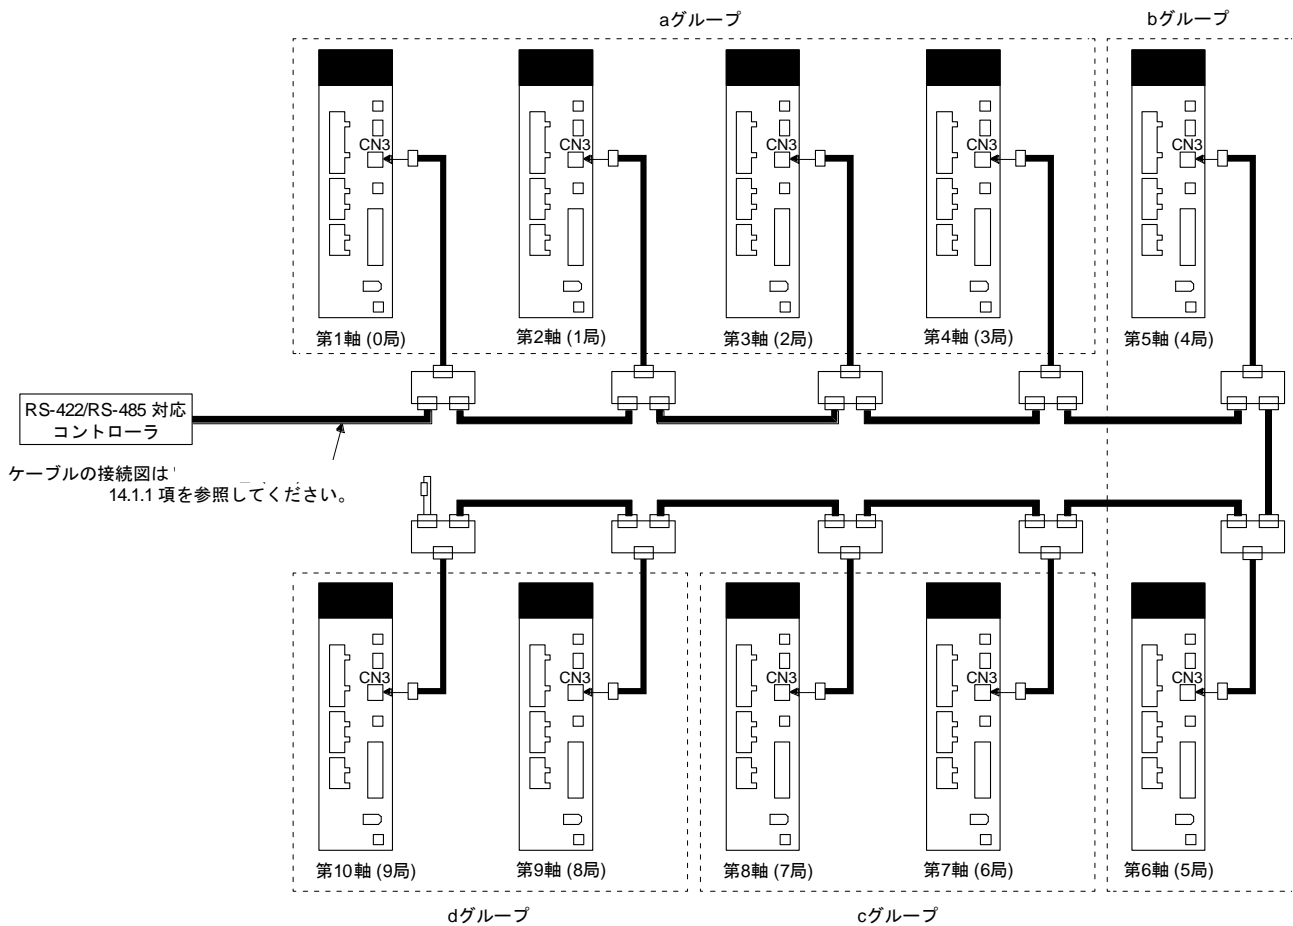 aグループ
bグループ
CN3
CN3
CN3
CN3
CN3
第1軸 (0局)
第2軸 (1局)
第3軸 (2局)
第4軸 (3局)
第5軸 (4局)
RS-422/RS-485 対応
コントローラ
ケーブルの接続図は
14.1.1 項を参照してください。
CN3
CN3
CN3
CN3
CN3
第10軸 (9局)
第9軸 (8局)
第8軸 (7局)
第7軸 (6局)
第6軸 (5局)
dグループ
cグループ